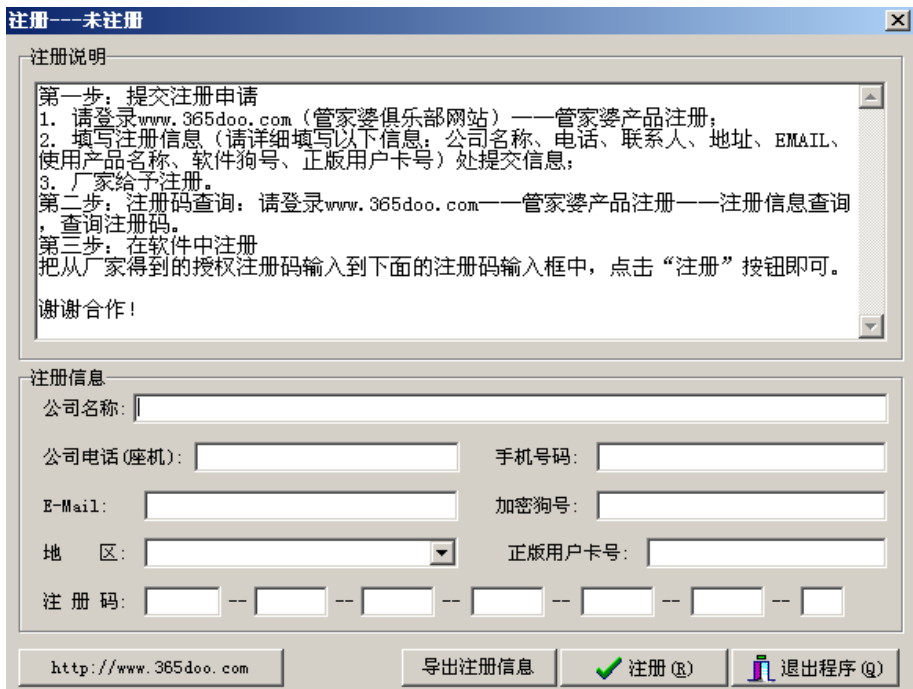 注册---未注册
注册说明
第一步：提交注册申请
1. 请登录www.365doo.com（管家婆俱乐部网站）——管家婆产品注册；
2. 填写注册信息（请详细填写以下信息：公司名称、电话、联系人、地址、EMAIL、
使用产品名称、软件狗号、正版用户卡号）处提交信息；
3. 厂家给予注册。
第二步：注册码查询：请登录www.365doo.com——管家婆产品注册——注册信息查询
，查询注册码。
第三步：在软件中注册
把从厂家得到的授权注册码输入到下面的注册码输入框中，点击“注册”按钮即可。
谢谢合作！
注册信息
公司名称:
公司电话(座机): 手机号码:
E-Mail: 加密狗号:
地 区: 正版用户卡号:
注 册 码: -- -- -- -- -- --
http://www.365doo.com 导出注册信息 注册(R) 退出程序(Q)